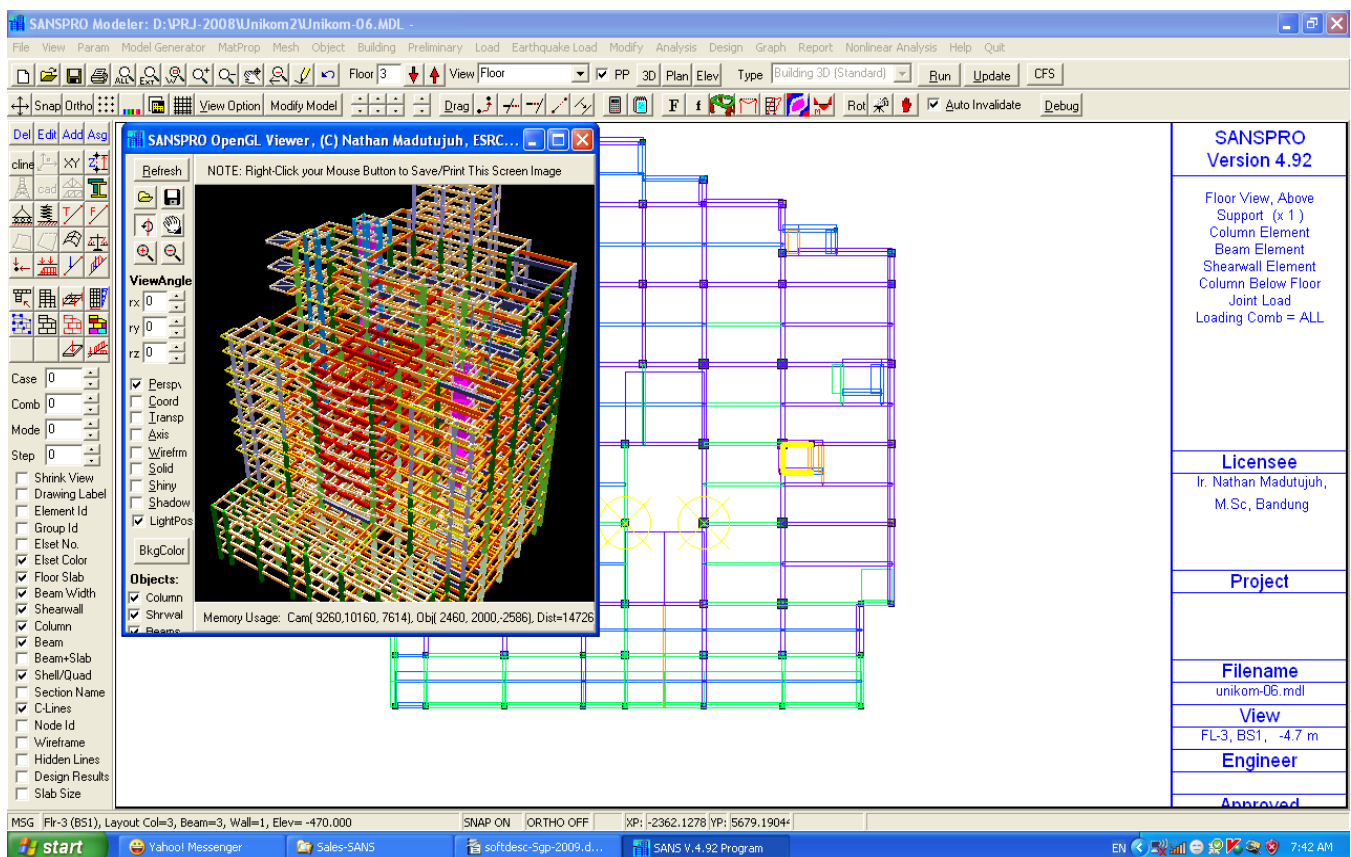 SANSPRO Modeler: D:\PRJ-2008\Unikom2\Unikom-06.MDL -
File View Param Model Generator MatProp Mesh Object Building Preliminary Load Earthquake Load Modify Analysis Design Graph Report Nonlinear Analysis Help Quit
ALL EXT Floor 3 View Floor PP 3D Plan Elev Type Building 3D (Standard) Run Update CFS
Snap Ortho View Option Modify Model Drag F f Rot Auto Invalidate Debug
Del Edit Add Asg
cline XY Z
cad
T F
Case 0
Comb 0
Mode 0
Step 0
Shrink View
Drawing Label
Element Id
Group Id
Elset No.
Elset Color
Floor Slab
Beam Width
Shearwall
Column
Beam
Beam+Slab
Shell/Quad
Section Name
C-Lines
Node Id
Wireframe
Hidden Lines
Design Results
Slab Size
SANSPRO OpenGL Viewer, (C) Nathan Madutujuh, ESRC...
Refresh NOTE: Right-Click your Mouse Button to Save/Print This Screen Image
ViewAngle
rx 0
ry 0
rz 0
Persp
Coord
Transp
Axis
Wirefrm
Solid
Shiny
Shadow
LightPos
BkgColor
Objects:
Column
Shrwal
Beams
Memory Usage: Cam( 9260,10160, 7614), Obj( 2460, 2000,-2586), Dist=14726
SANSPRO
Version 4.92
Floor View, Above
Support (x 1 )
Column Element
Beam Element
Shearwall Element
Column Below Floor
Joint Load
Loading Comb = ALL
Licensee
Ir. Nathan Madutujuh,
M.Sc, Bandung
Project
Filename
unikom-06.mdl
View
FL-3, BS1, -4.7 m
Engineer
Approved
MSG Flr-3 (BS1), Layout Col=3, Beam=3, Wall=1, Elev= -470.000 SNAP ON ORTHO OFF XP: -2362.1278 YP: 5679.1904
start Yahoo! Messenger Sales-SANS softdesc-Sgp-2009.d... SANS V.4.92 Program EN 7:42 AM